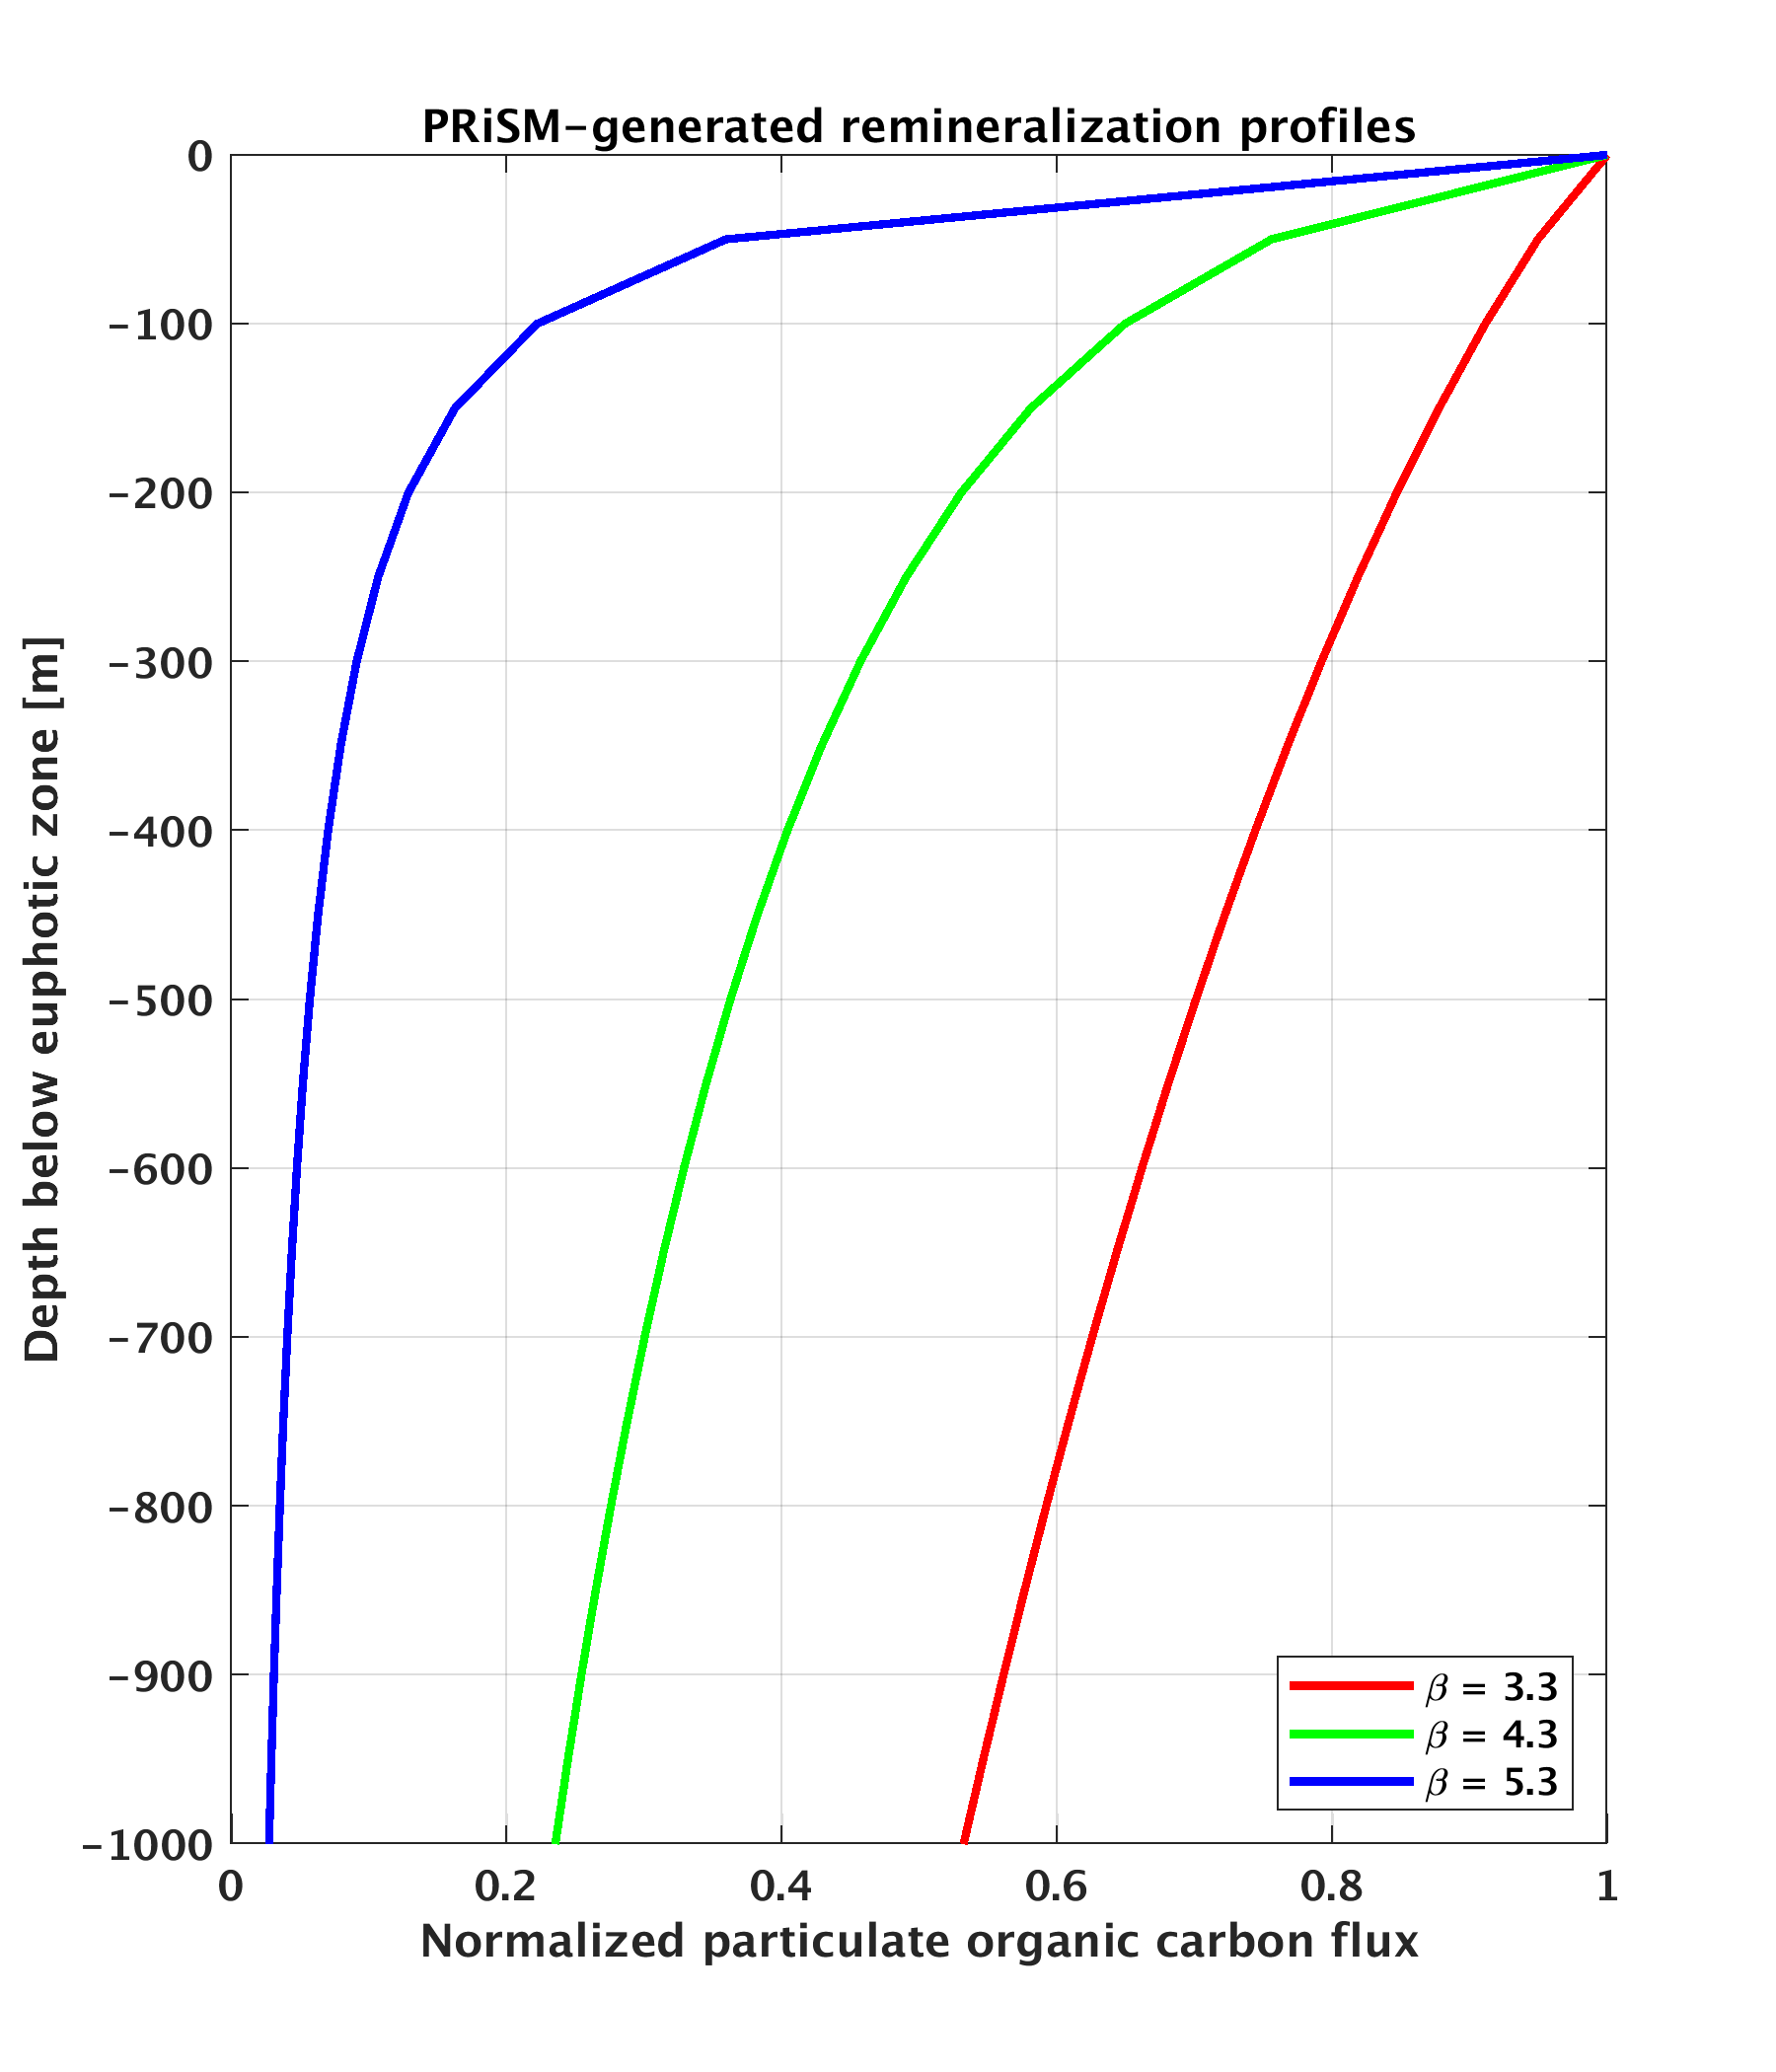 PRiSM-generated remineralization profiles
0
-100
-200
-300
-400
-500
-600
-700
-800
-900
-1000
Depth below euphotic zone [m]
β = 3.3
β = 4.3
β = 5.3
0 0.2 0.4 0.6 0.8 1
Normalized particulate organic carbon flux